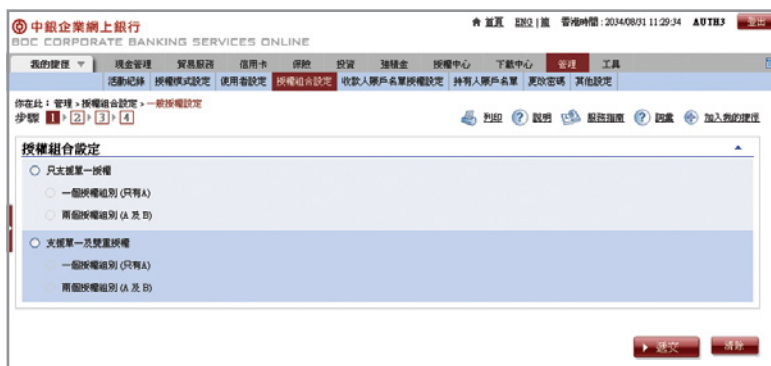 中銀企業網上銀行
BOC CORPORATE BANKING SERVICES ONLINE
首頁 ENG | 簡 香港時間：2034/08/31 11:29:34 AUTH3 登出
我的捷徑 現金管理 貿易服務 信用卡 保險 投資 強積金 授權中心 下載中心 管理 工具
活動紀錄 授權模式設定 使用者設定 授權組合設定 收款人賬戶名單授權設定 持有人賬戶名單 更改密碼 其他設定
你在此：管理 > 授權組合設定 > 一般授權設定
步驟 1 2 3 4
列印 說明 服務指南 詞彙 加入我的捷徑
授權組合設定
只支援單一授權
一個授權組別 (只有A)
兩個授權組別 (A 及 B)
支援單一及雙重授權
一個授權組別 (只有A)
兩個授權組別 (A 及 B)
遞交 清除